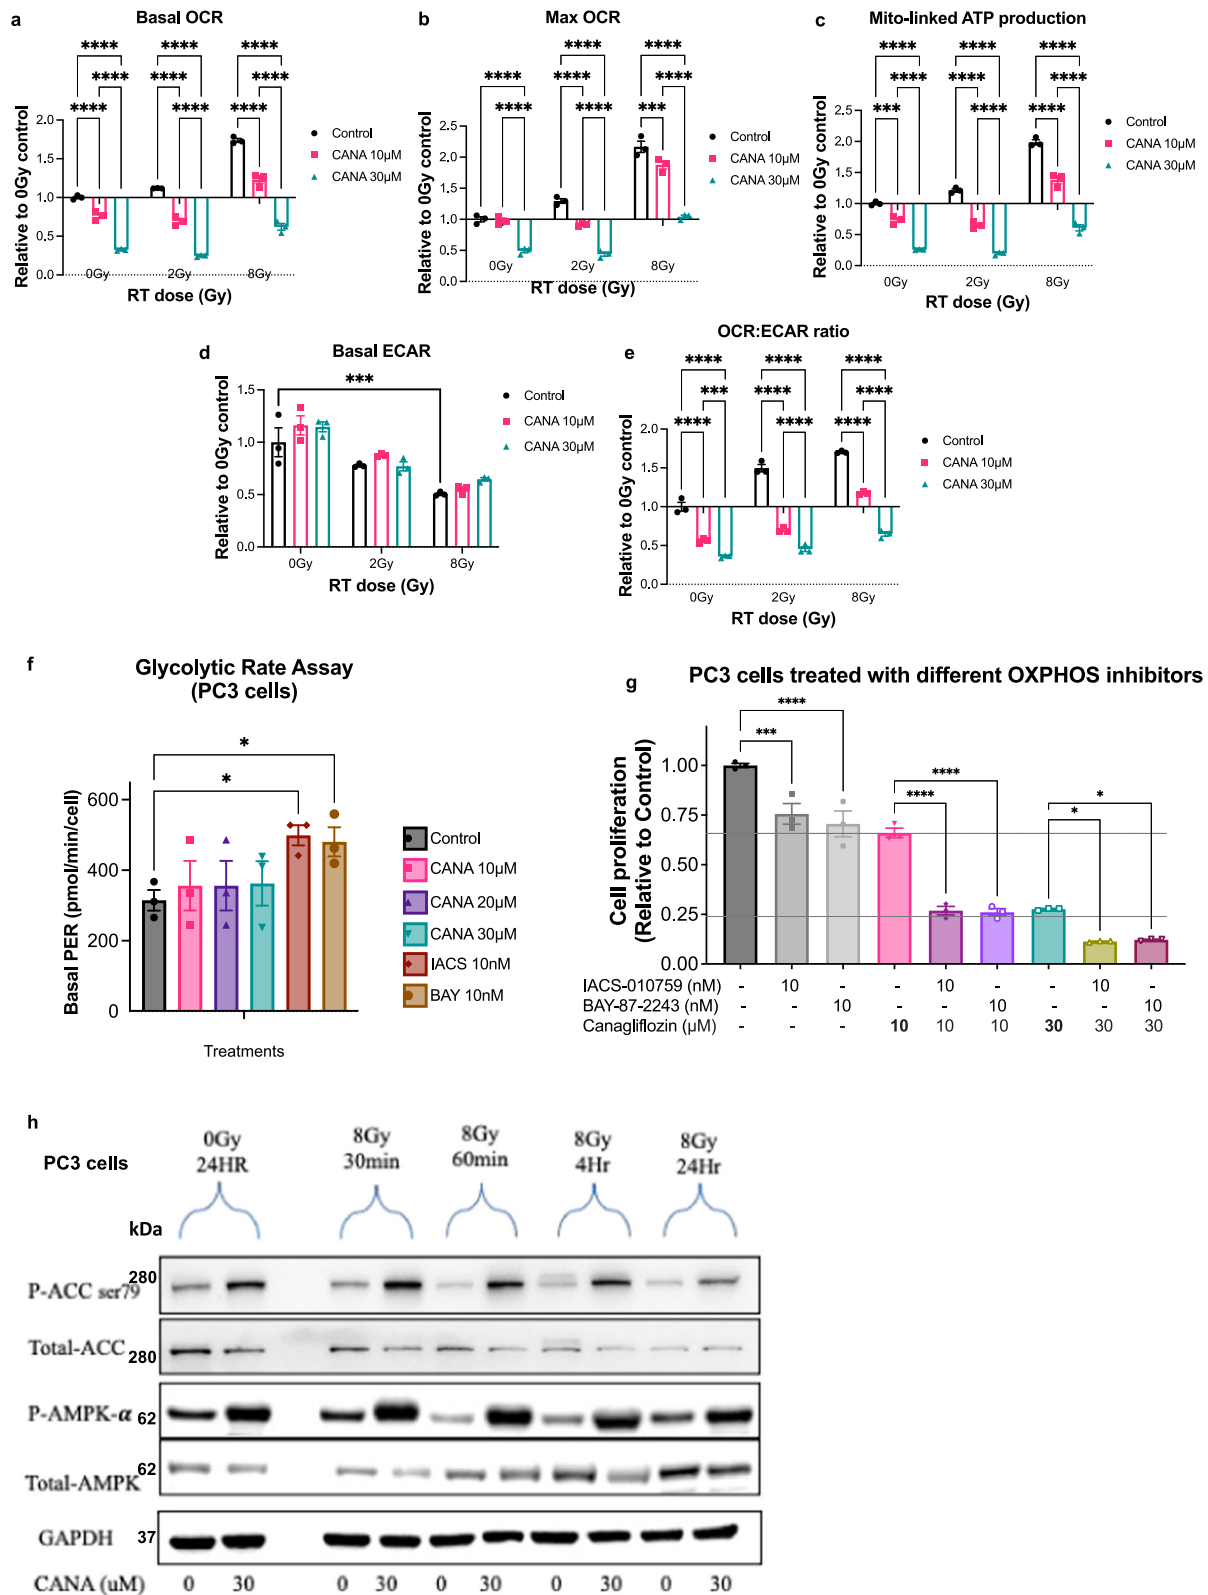 a
Basal OCR
**** **** ****
**** **** ****
**** **** ****
Relative to 0Gy control
2.0
1.5
1.0
0.5
0.0
0Gy 2Gy 8Gy
RT dose (Gy)
Control
CANA 10µM
CANA 30µM
b
Max OCR
**** **** ****
**** **** **** *** ****
Relative to 0Gy control
2.5
2.0
1.5
1.0
0.5
0.0
0Gy 2Gy 8Gy
RT dose (Gy)
Control
CANA 10µM
CANA 30µM
c
Mito-linked ATP production
**** **** ****
**** **** ****
*** **** ****
Relative to 0Gy control
2.5
2.0
1.5
1.0
0.5
0.0
0Gy 2Gy 8Gy
RT dose (Gy)
Control
CANA 10µM
CANA 30µM
d
Basal ECAR
***
Relative to 0Gy control
1.5
1.0
0.5
0.0
0Gy 2Gy 8Gy
RT dose (Gy)
Control
CANA 10µM
CANA 30µM
e
OCR:ECAR ratio
**** **** ****
*** **** ****
**** **** ****
Relative to 0Gy control
2.0
1.5
1.0
0.5
0.0
0Gy 2Gy 8Gy
RT dose (Gy)
Control
CANA 10µM
CANA 30µM
f
Glycolytic Rate Assay
(PC3 cells)
*
*
Basal PER (pmol/min/cell)
600
400
200
0
Treatments
Control
CANA 10µM
CANA 20µM
CANA 30µM
IACS 10nM
BAY 10nM
g
PC3 cells treated with different OXPHOS inhibitors
****
***
****
****
*
*
Cell proliferation
(Relative to Control)
1.00
0.75
0.50
0.25
0.00
IACS-010759 (nM) - 10 - - 10 - - 10 -
BAY-87-2243 (nM) - - 10 - - 10 - - 10
Canagliflozin (µM) - - - 10 10 10 30 30 30
h
PC3 cells
0Gy 8Gy 8Gy 8Gy 8Gy
24HR 30min 60min 4Hr 24Hr
kDa
P-ACC ser79 280
Total-ACC 280
P-AMPK-α 62
Total-AMPK 62
GAPDH 37
CANA (uM) 0 30 0 30 0 30 0 30 0 30